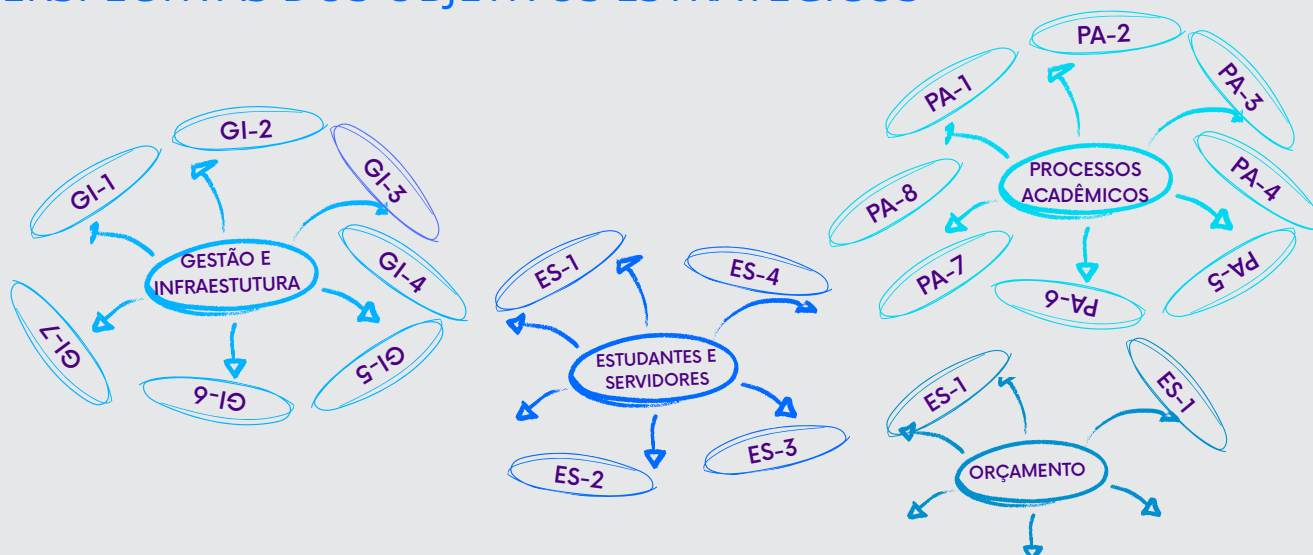 GI-1
GI-2
GI-3
GI-4
GI-5
GI-6
GI-7
GESTÃO E
INFRAESTUTURA
ES-1
ES-4
ES-3
ES-2
ESTUDANTES E
SERVIDORES
PA-1
PA-2
PA-3
PA-4
PA-5
PA-6
PA-7
PA-8
PROCESSOS
ACADÊMICOS
ES-1
ES-1
ORÇAMENTO